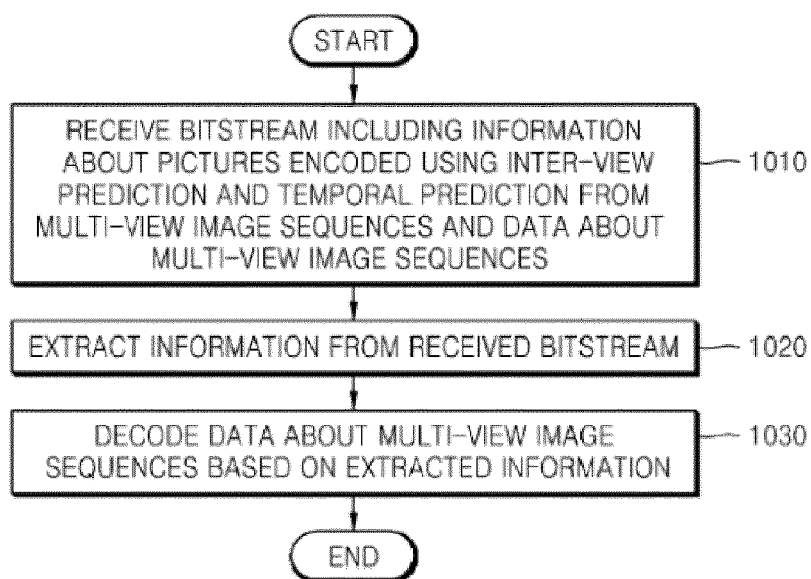 START
RECEIVE BITSTREAM INCLUDING INFORMATION
ABOUT PICTURES ENCODED USING INTER-VIEW
PREDICTION AND TEMPORAL PREDICTION FROM
MULTI-VIEW IMAGE SEQUENCES AND DATA ABOUT
MULTI-VIEW IMAGE SEQUENCES
1010
EXTRACT INFORMATION FROM RECEIVED BITSTREAM
1020
DECODE DATA ABOUT MULTI-VIEW IMAGE
SEQUENCES BASED ON EXTRACTED INFORMATION
1030
END